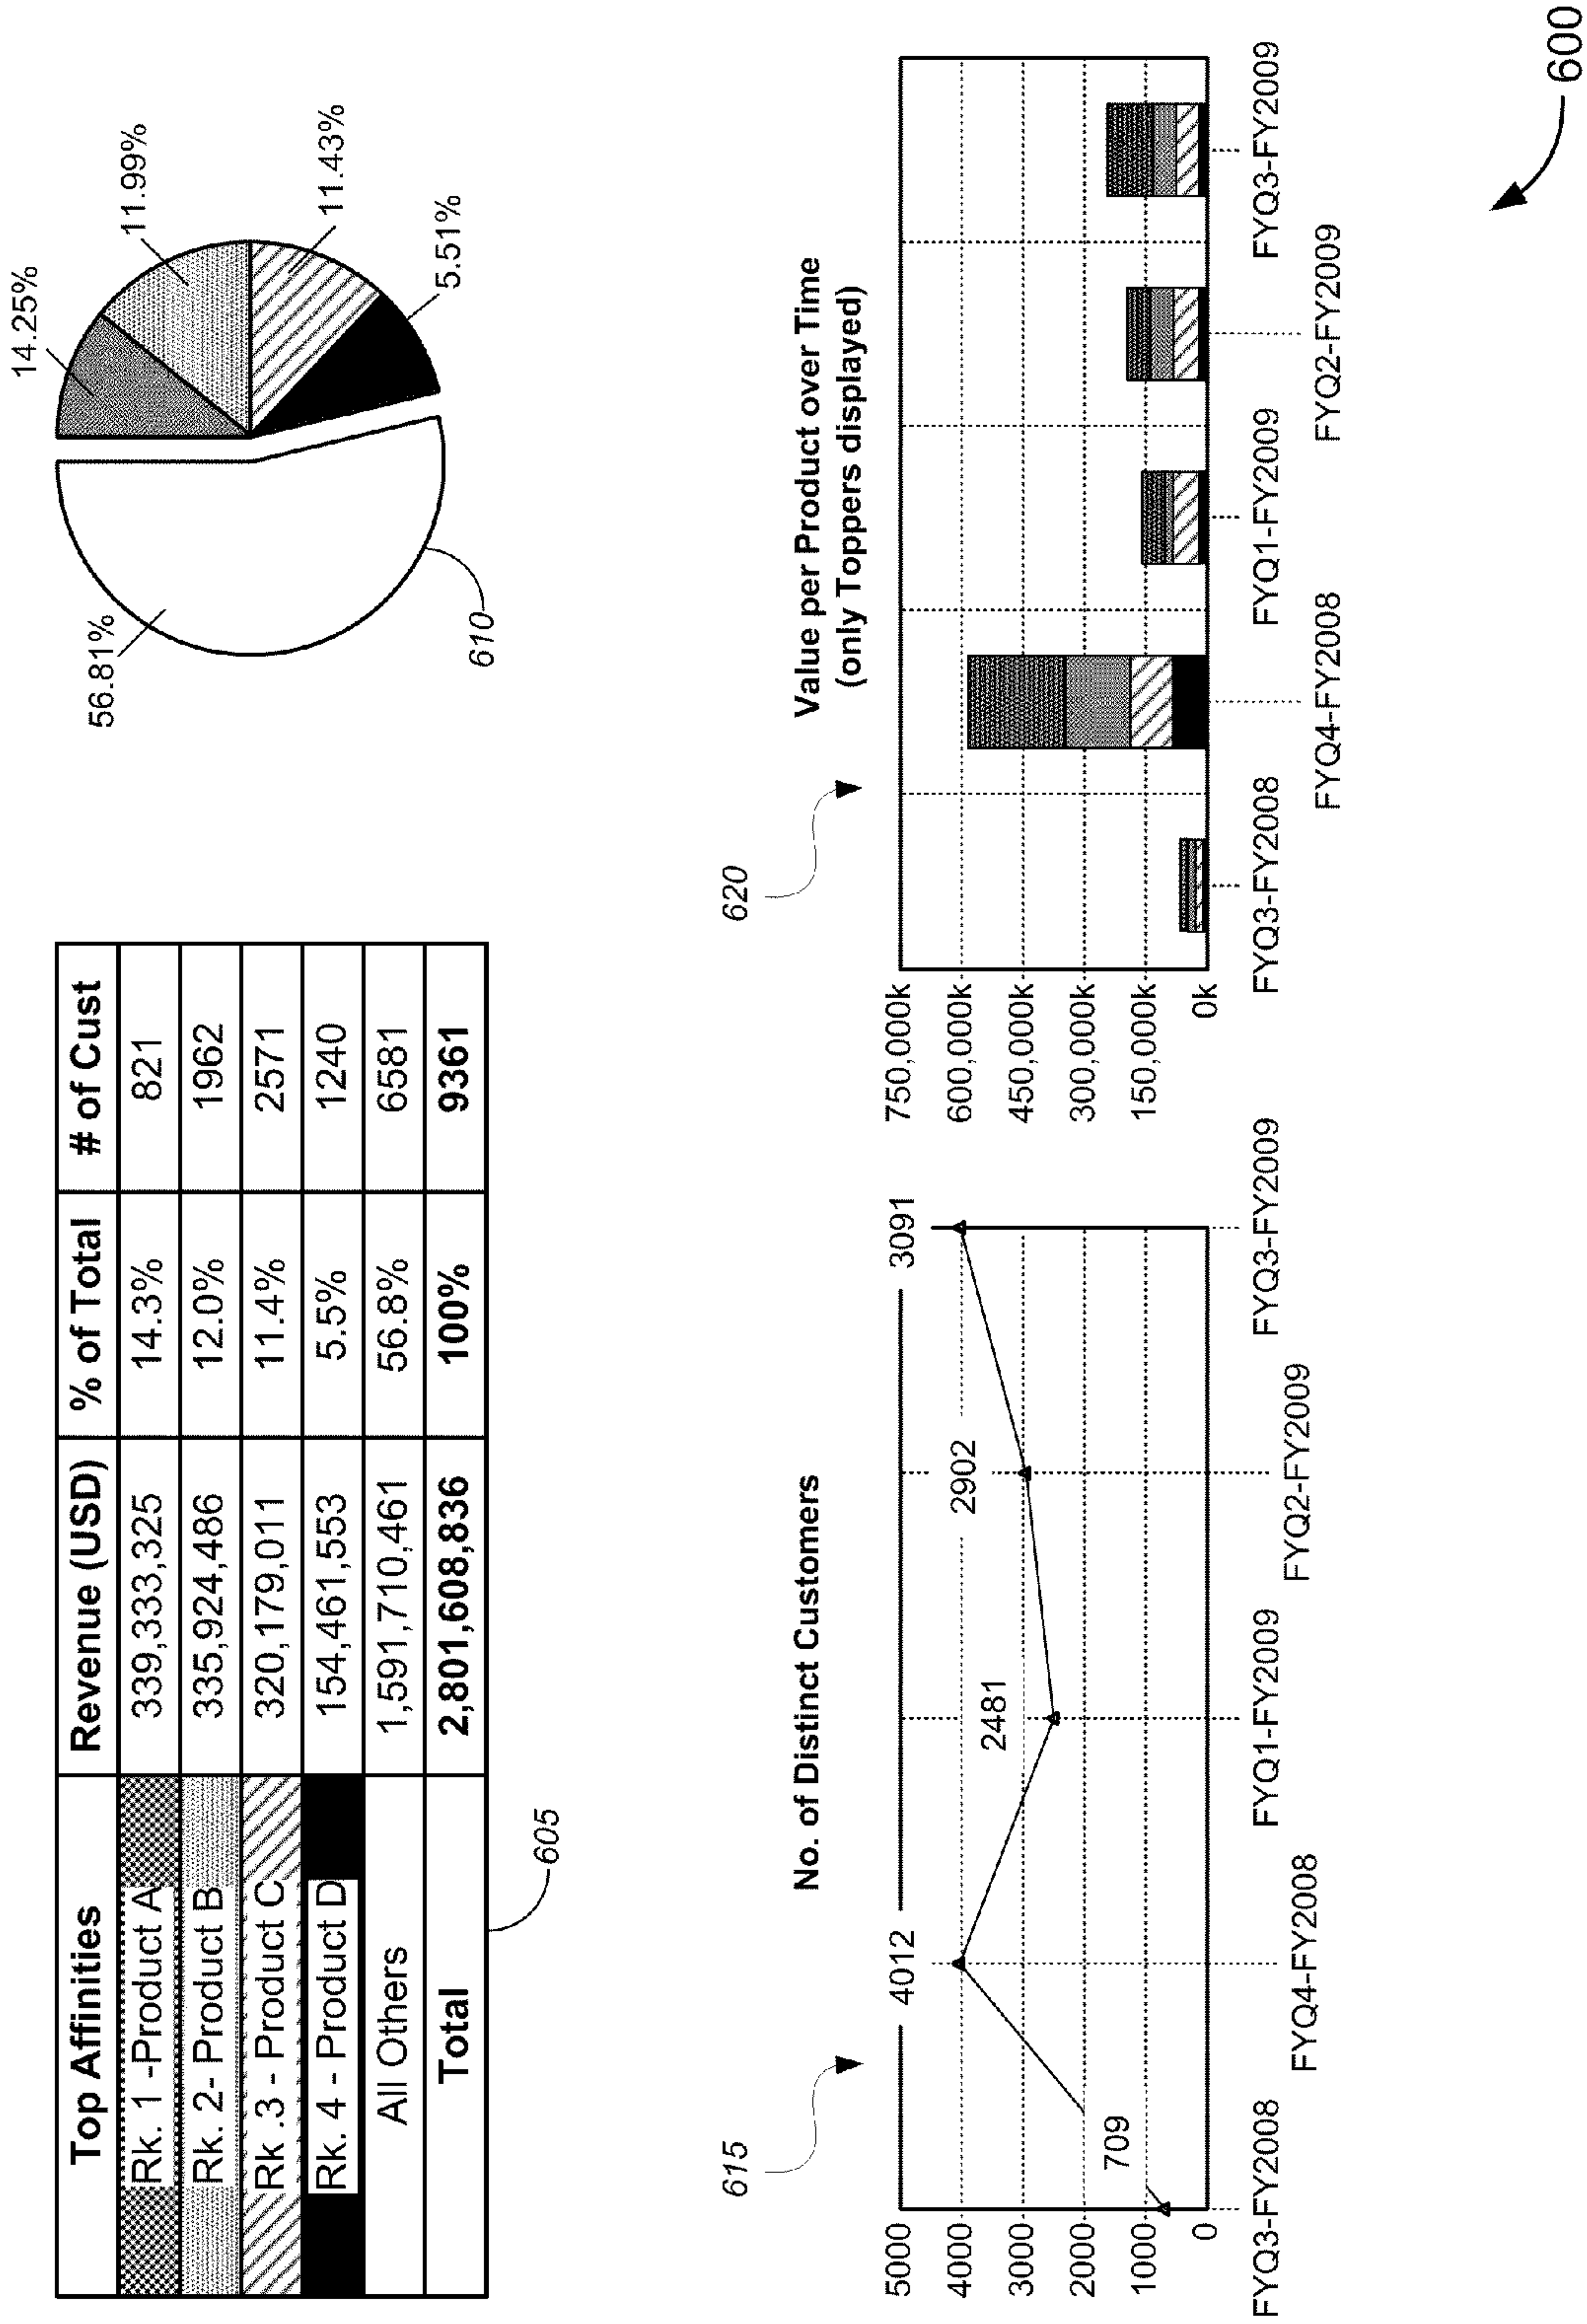 Top Affinities Revenue (USD) % of Total # of Cust
Rk. 1 -Product A 339,333,325 14.3% 821
Rk. 2- Product B 335,924,486 12.0% 1962
Rk .3 - Product C 320,179,011 11.4% 2571
Rk. 4 - Product D 154,461,553 5.5% 1240
All Others 1,591,710,461 56.8% 6581
Total 2,801,608,836 100% 9361
605
14.25%
11.99%
56.81%
11.43%
5.51%
610
615
No. of Distinct Customers
5000
4000
3000
2000
1000
0
709
4012
2481
2902
3091
FYQ3-FY2008
FYQ4-FY2008
FYQ1-FY2009
FYQ2-FY2009
FYQ3-FY2009
620
Value per Product over Time
(only Toppers displayed)
750,000k
600,000k
450,000k
300,000k
150,000k
0k
FYQ3-FY2008
FYQ4-FY2008
FYQ1-FY2009
FYQ2-FY2009
FYQ3-FY2009
600